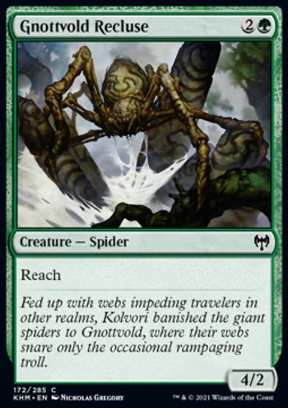 Gnottvold Recluse 2
Creature — Spider
Reach
Fed up with webs impeding travelers in
other realms, Kolvori banished the giant
spiders to Gnottvold, where their webs
snare only the occasional rampaging
troll.
4/2
172/285 C
KHM • EN NICHOLAS GREGORY
™ & © 2021 Wizards of the Coast